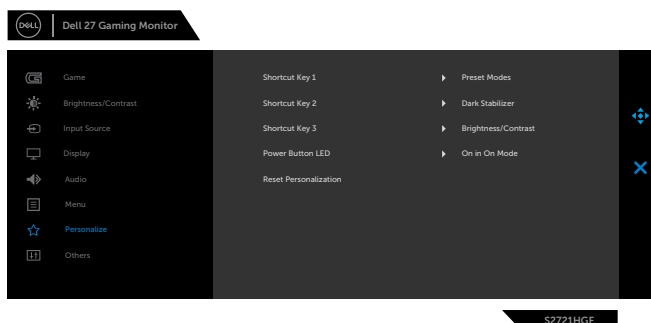 DELL
Dell 27 Gaming Monitor
Game
Shortcut Key 1
Preset Modes
Brightness/Contrast
Shortcut Key 2
Dark Stabilizer
Input Source
Shortcut Key 3
Brightness/Contrast
Display
Power Button LED
On in On Mode
Audio
Reset Personalization
Menu
Personalize
Others
S2721HGF